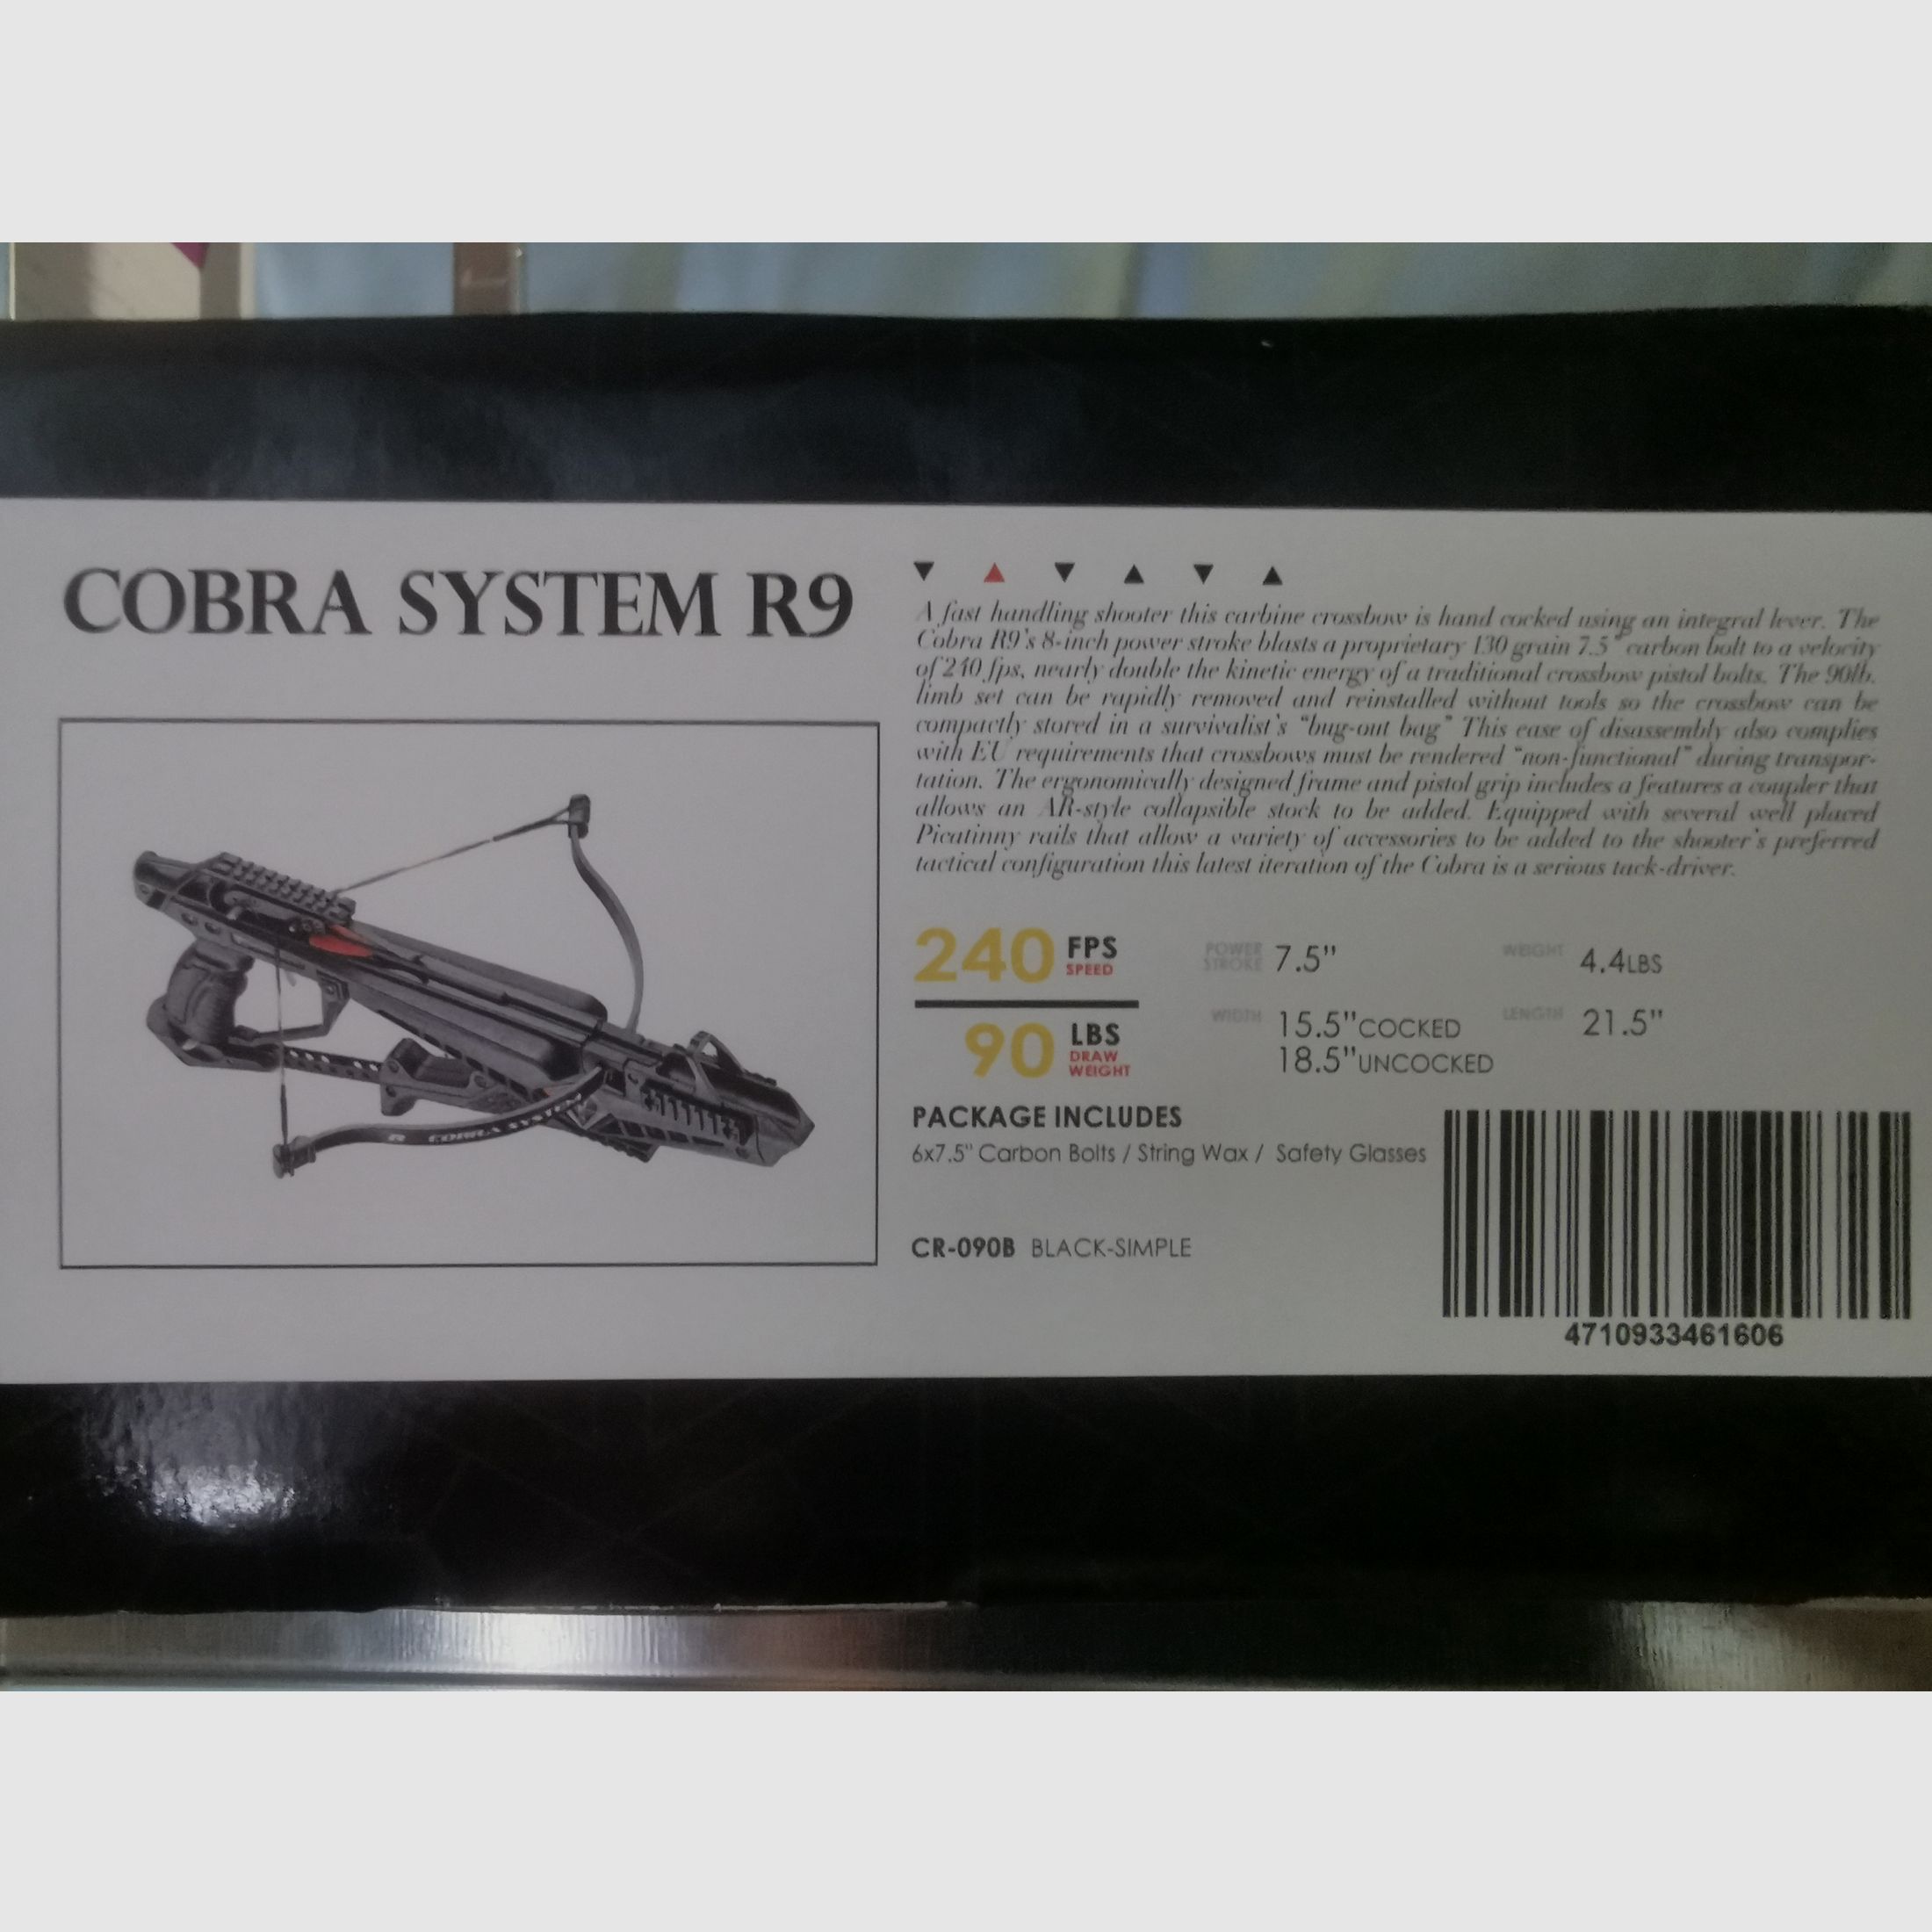 COBRA SYSTEM R9
A fast handling shooter this carbine crossbow is hand cocked using an integral lever. The
Cobra R9's 8-inch power stroke blasts a proprietary 130 grain 7.5" carbon bolt to a velocity
of 240 fps, nearly double the kinetic energy of a traditional crossbow pistol bolts. The 90lb.
limb set can be rapidly removed and reinstalled without tools so the crossbow can be
compactly stored in a survivalist's "bug-out bag" This ease of disassembly also complies
with EU requirements that crossbows must be rendered "non-functional" during transpor-
tation. The ergonomically designed frame and pistol grip includes a features a coupler that
allows an AR-style collapsible stock to be added. Equipped with several well placed
Picatinny rails that allow a variety of accessories to be added to the shooter's preferred
tactical configuration this latest iteration of the Cobra is a serious tack-driver.
240 FPS SPEED
90 LBS DRAW WEIGHT
POWER STROKE 7.5"
WEIGHT 4.4LBS
WIDTH 15.5"COCKED
18.5"UNCOCKED
LENGTH 21.5"
PACKAGE INCLUDES
6x7.5" Carbon Bolts / String Wax / Safety Glasses
CR-090B BLACK-SIMPLE
4710933461606
R COBRA SYSTEM